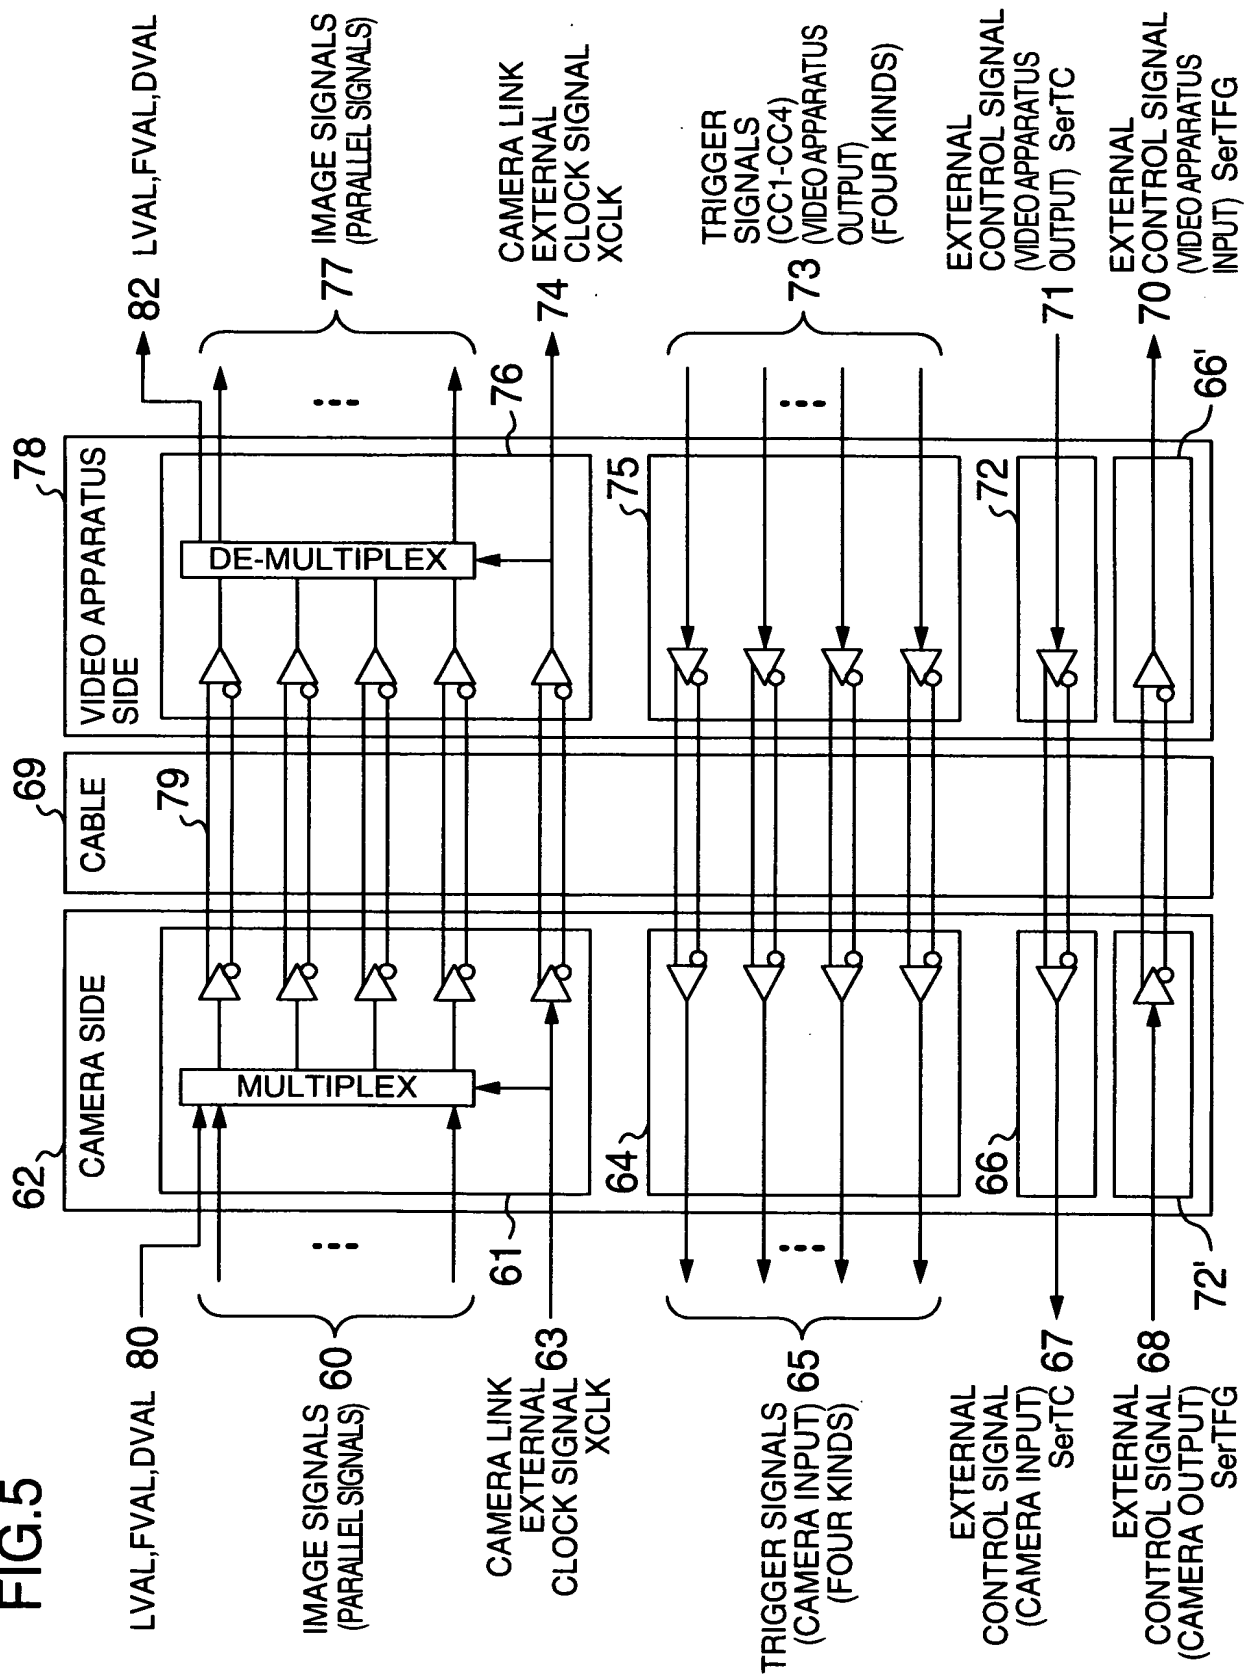 FIG.5
LVAL,FVAL,DVAL 80
IMAGE SIGNALS 60
(PARALLEL SIGNALS)
CAMERA LINK
EXTERNAL 63
CLOCK SIGNAL
XCLK
TRIGGER SIGNALS
(CAMERA INPUT) 65
(FOUR KINDS)
EXTERNAL
CONTROL SIGNAL
(CAMERA INPUT)
SerTC 67
EXTERNAL
CONTROL SIGNAL 68
(CAMERA OUTPUT)
SerTFG
62
CAMERA SIDE
61
MULTIPLEX
64
66
72'
69
CABLE
79
78
VIDEO APPARATUS
SIDE
DE-MULTIPLEX
76
75
72
66'
82 LVAL,FVAL,DVAL
77 IMAGE SIGNALS
(PARALLEL SIGNALS)
CAMERA LINK
74 EXTERNAL
CLOCK SIGNAL
XCLK
TRIGGER
SIGNALS
73 (CC1-CC4)
(VIDEO APPARATUS
OUTPUT)
(FOUR KINDS)
EXTERNAL
CONTROL SIGNAL
(VIDEO APPARATUS
71 OUTPUT) SerTC
EXTERNAL
70 CONTROL SIGNAL
(VIDEO APPARATUS
INPUT) SerTFG